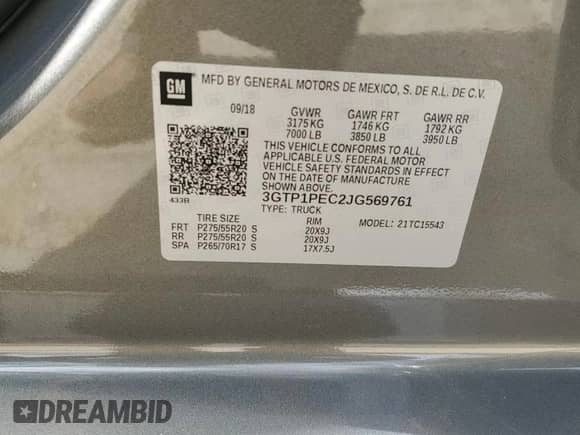 GM
MFD BY GENERAL MOTORS DE MEXICO, S. DE R.L. DE C.V.
09/18 GVWR GAWR FRT GAWR RR
3175 KG 1746 KG 1792 KG
7000 LB 3850 LB 3950 LB
THIS VEHICLE CONFORMS TO ALL
APPLICABLE U.S. FEDERAL MOTOR
VEHICLE SAFETY STANDARDS IN EFFECT
ON THE DATE OF MANUFACTURE SHOWN ABOVE.
433B 3GTP1PEC2JG569761
TYPE: TRUCK
MODEL: 21TC15543
TIRE SIZE RIM
FRT P275/55R20 S 20X9J
RR P275/55R20 S 20X9J
SPA P265/70R17 S 17X7.5J
DREAMBID